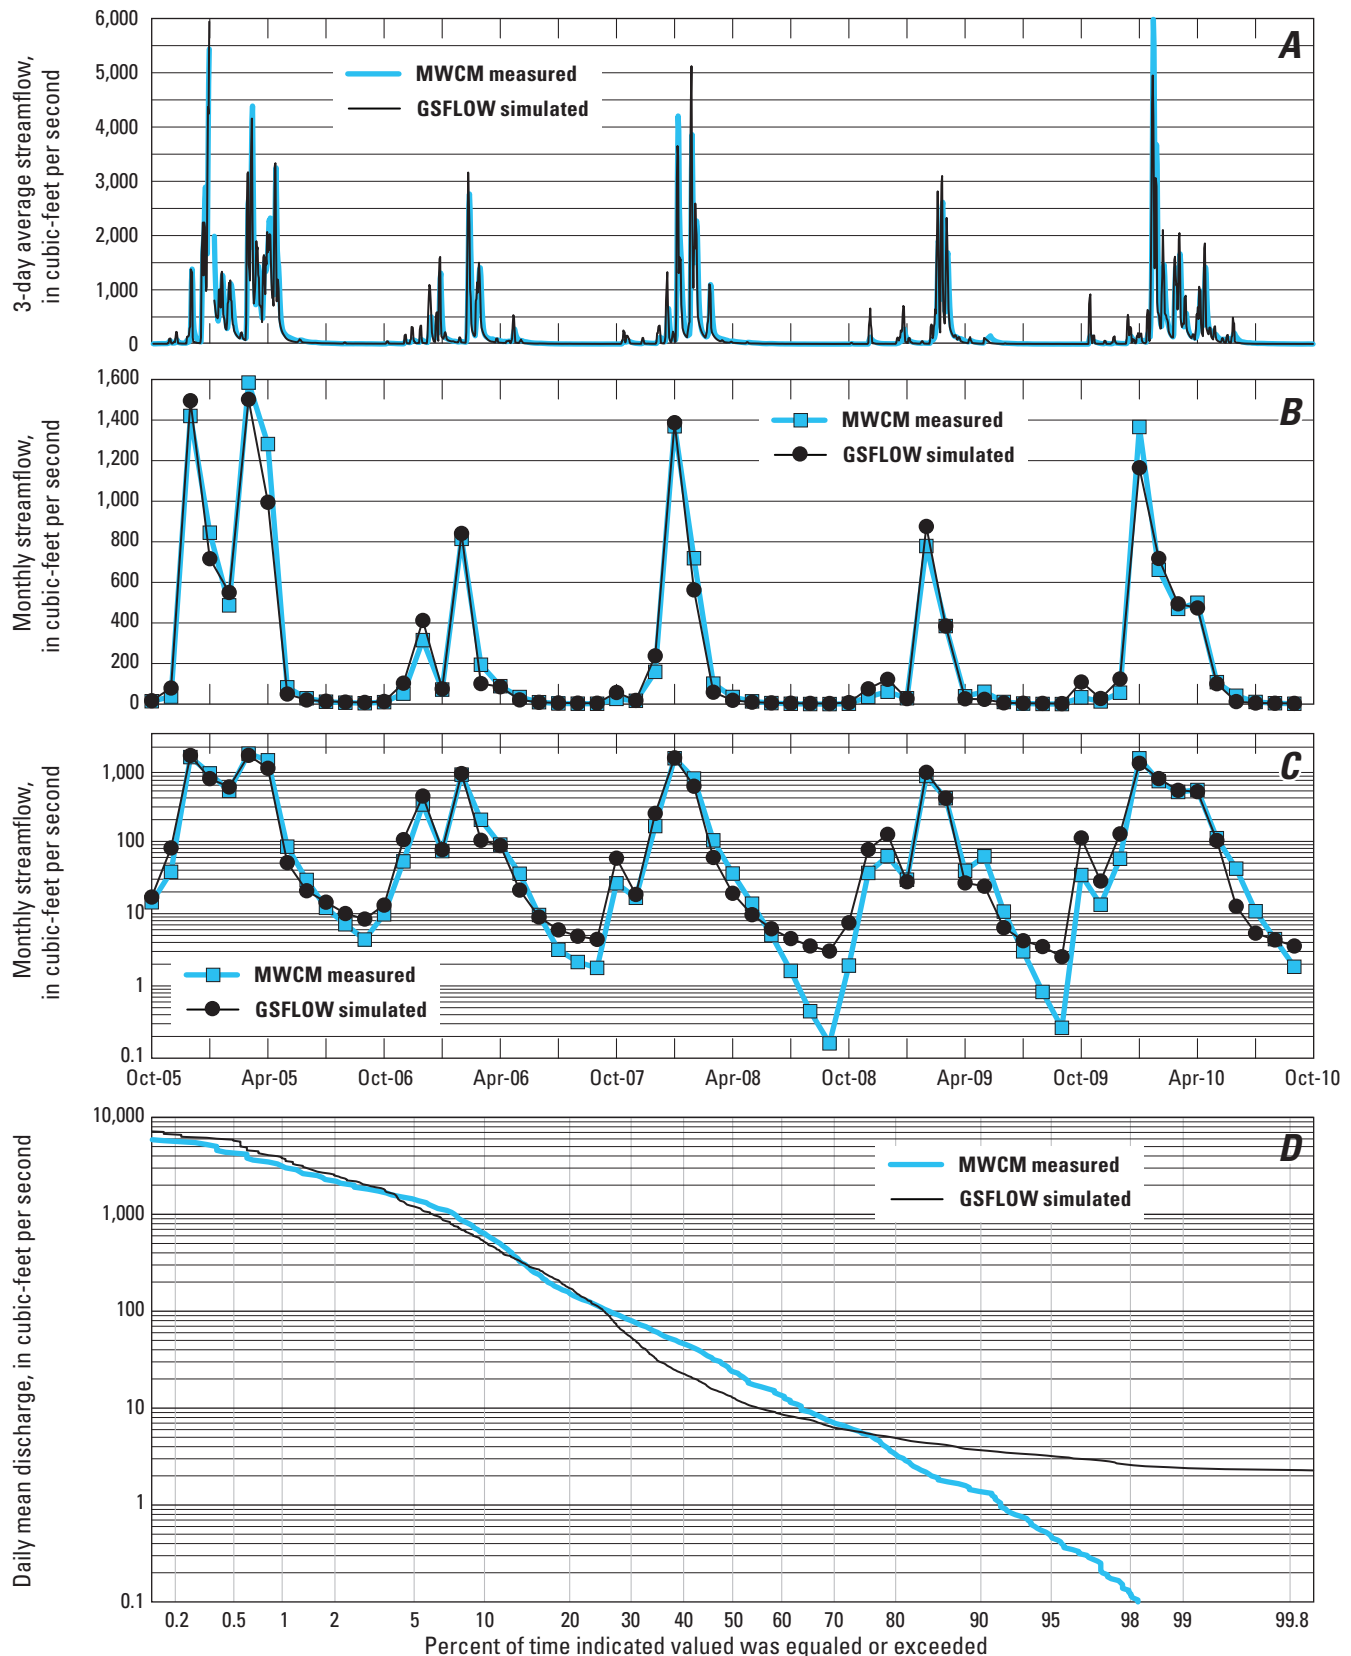 A
3-day average streamflow,
in cubic-feet per second
6,000
5,000
4,000
3,000
2,000
1,000
0
MWCM measured
GSFLOW simulated
B
Monthly streamflow,
in cubic-feet per second
1,600
1,400
1,200
1,000
800
600
400
200
0
MWCM measured
GSFLOW simulated
C
Monthly streamflow,
in cubic-feet per second
1,000
100
10
1
0.1
MWCM measured
GSFLOW simulated
Oct-05 Apr-05 Oct-06 Apr-06 Oct-07 Apr-08 Oct-08 Apr-09 Oct-09 Apr-10 Oct-10
D
Daily mean discharge, in cubic-feet per second
10,000
1,000
100
10
1
0.1
MWCM measured
GSFLOW simulated
0.2 0.5 1 2 5 10 20 30 40 50 60 70 80 90 95 98 99 99.8
Percent of time indicated valued was equaled or exceeded